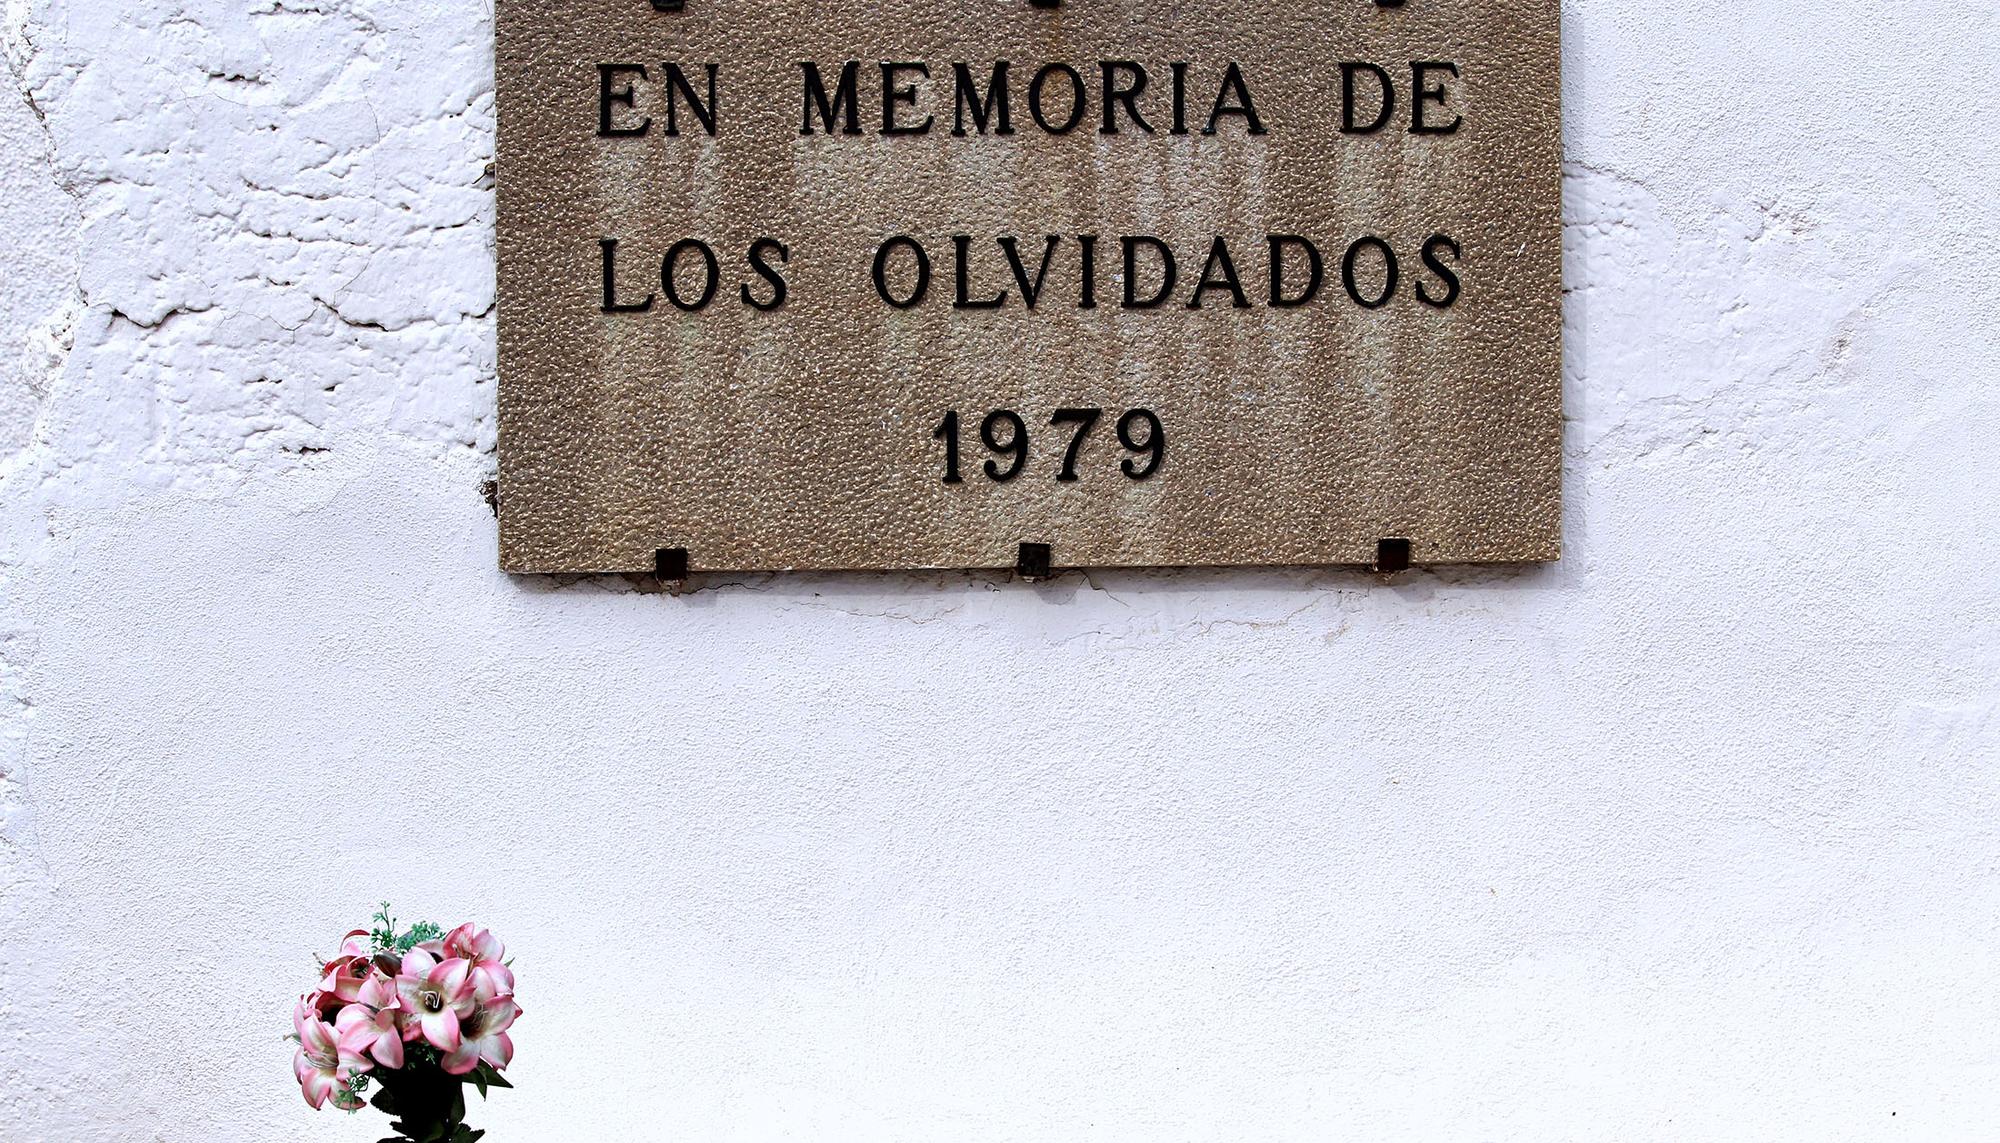 EN MEMORIA DE
LOS OLVIDADOS
1979